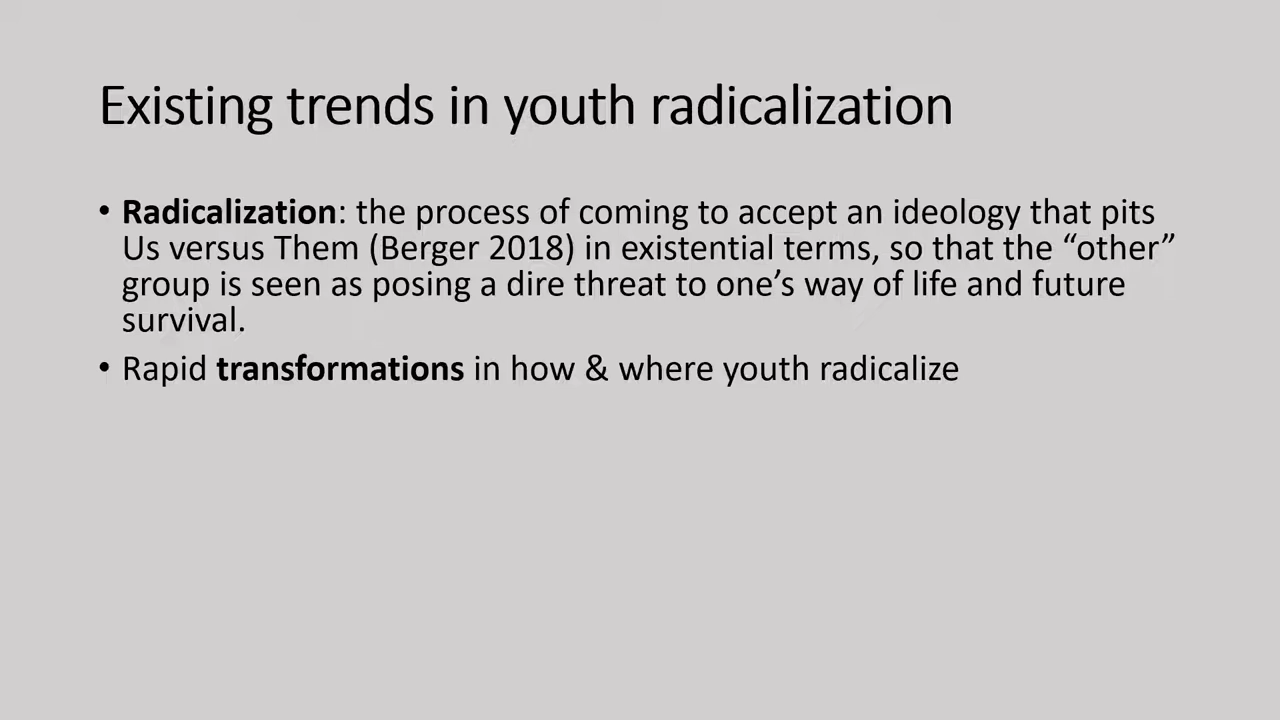 Existing trends in youth radicalization
• Radicalization: the process of coming to accept an ideology that pits
Us versus Them (Berger 2018) in existential terms, so that the “other”
group is seen as posing a dire threat to one’s way of life and future
survival.
• Rapid transformations in how & where youth radicalize